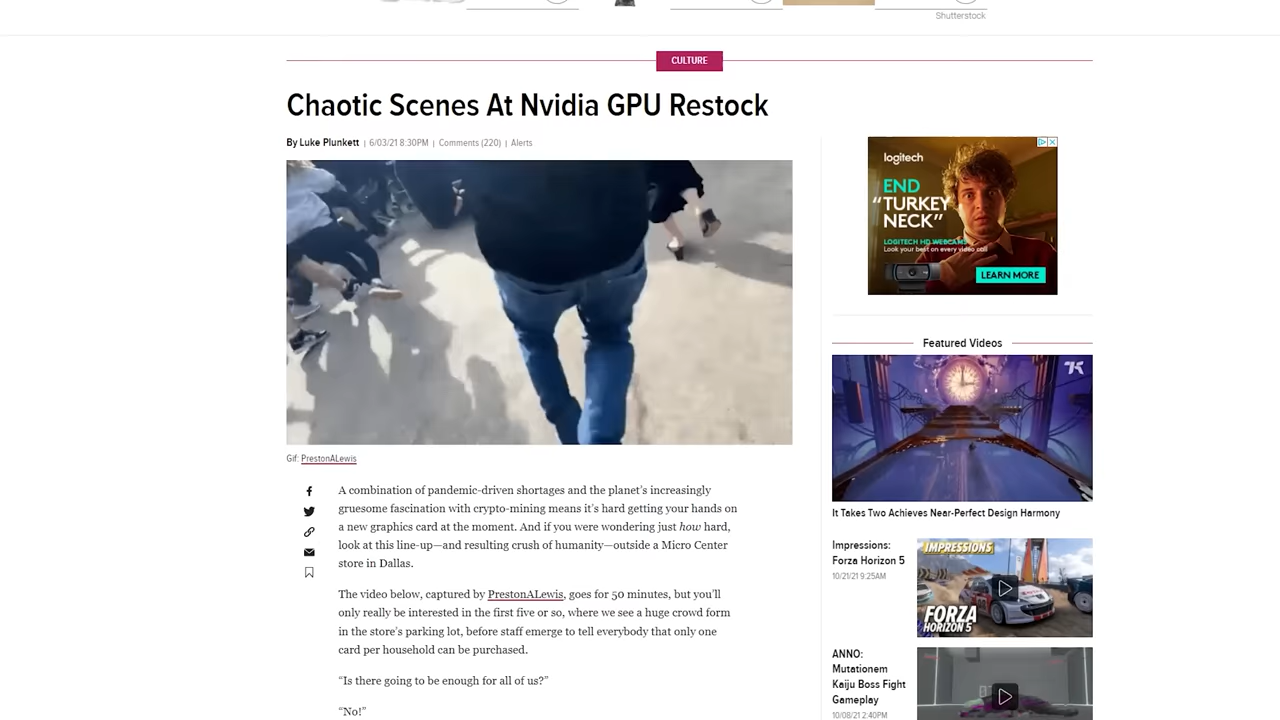 Shutterstock
CULTURE
Chaotic Scenes At Nvidia GPU Restock
By Luke Plunkett | 6/03/21 8:30PM | Comments (220) | Alerts
Gif: PrestonALewis
A combination of pandemic-driven shortages and the planet's increasingly
gruesome fascination with crypto-mining means it's hard getting your hands on
a new graphics card at the moment. And if you were wondering just how hard,
look at this line-up—and resulting crush of humanity—outside a Micro Center
store in Dallas.
The video below, captured by PrestonALewis, goes for 50 minutes, but you'll
only really be interested in the first five or so, where we see a huge crowd form
in the store's parking lot, before staff emerge to tell everybody that only one
card per household can be purchased.
“Is there going to be enough for all of us?”
“No!”
logitech
END
“TURKEY
NECK”
LOGITECH HD WEBCAMS
Look your best on every video call
LEARN MORE
Featured Videos
It Takes Two Achieves Near-Perfect Design Harmony
Impressions:
Forza Horizon 5
10/21/21 9:25AM
IMPRESSIONS
FORZA
HORIZON 5
ANNO:
Mutationem
Kaiju Boss Fight
Gameplay
10/08/21 2:40PM